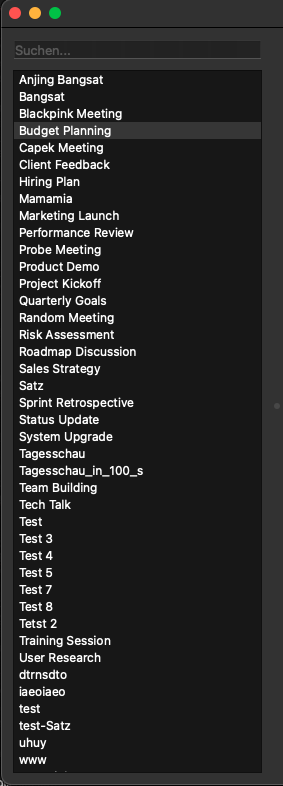 Suchen...
Anjing Bangsat
Bangsat
Blackpink Meeting
Budget Planning
Capek Meeting
Client Feedback
Hiring Plan
Mamamia
Marketing Launch
Performance Review
Probe Meeting
Product Demo
Project Kickoff
Quarterly Goals
Random Meeting
Risk Assessment
Roadmap Discussion
Sales Strategy
Satz
Sprint Retrospective
Status Update
System Upgrade
Tagesschau
Tagesschau_in_100_s
Team Building
Tech Talk
Test
Test 3
Test 4
Test 5
Test 7
Test 8
Tetst 2
Training Session
User Research
dtrnsdto
iaeoiaeo
test
test-Satz
uhuy
www